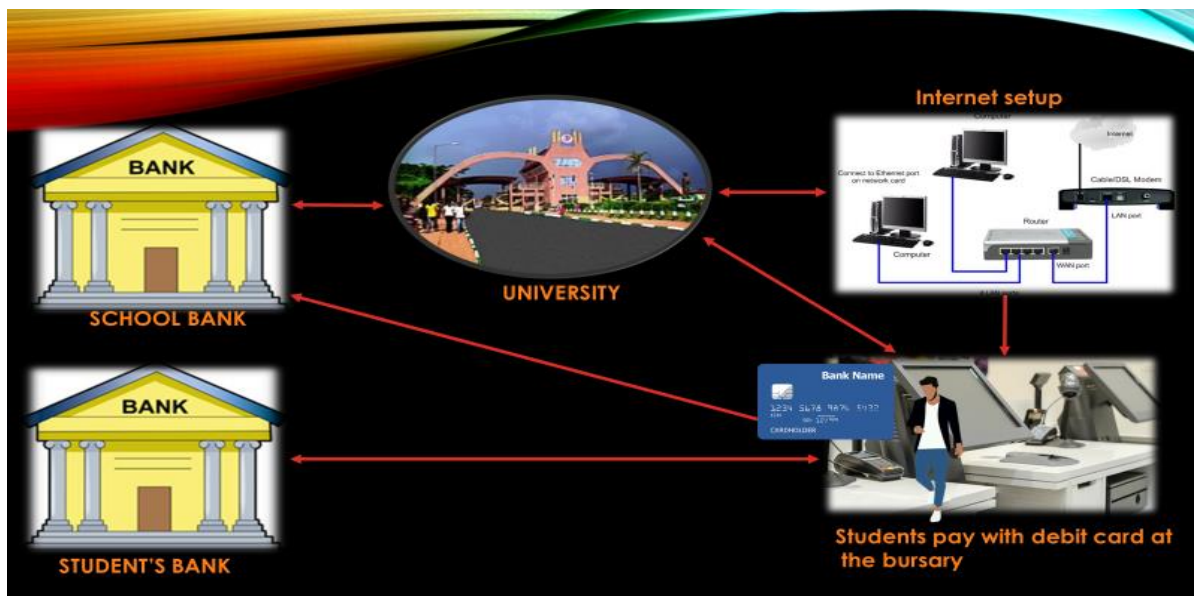 Internet setup
Computer
Internet
BANK
Connect to Ethernet port
on network card
Cable/DSL Modem
LAN port
Router
Computer
WAN port
UNIVERSITY
SCHOOL BANK
Bank Name
1234 5678 9876 5432
CARDHOLDER
BANK
Students pay with debit card at
the bursary
STUDENT'S BANK